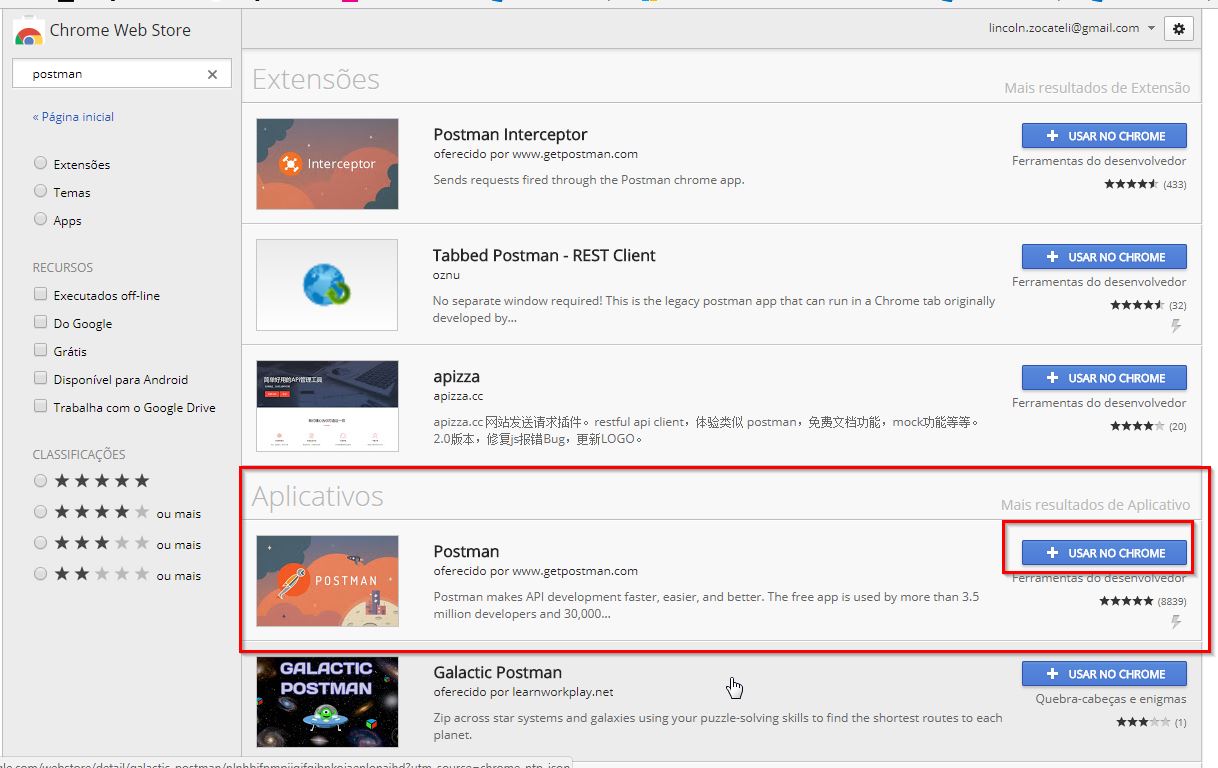 Chrome Web Store
lincoln.zocateli@gmail.com
postman
« Página inicial
Extensões
Temas
Apps
RECURSOS
Executados off-line
Do Google
Grátis
Disponível para Android
Trabalha com o Google Drive
CLASSIFICAÇÕES
ou mais
ou mais
ou mais
Extensões
Mais resultados de Extensão
Interceptor
Postman Interceptor
oferecido por www.getpostman.com
Sends requests fired through the Postman chrome app.
USAR NO CHROME
Ferramentas do desenvolvedor
(433)
Tabbed Postman - REST Client
oznu
No separate window required! This is the legacy postman app that can run in a Chrome tab originally
developed by...
USAR NO CHROME
Ferramentas do desenvolvedor
(32)
简单好用的API管理工具
apizza
apizza.cc
apizza.cc网站发送请求插件。restful api client，体验类似 postman，免费文档功能，mock功能等等。
2.0版本，修复js报错Bug，更新LOGO。
USAR NO CHROME
Ferramentas do desenvolvedor
(20)
Aplicativos
Mais resultados de Aplicativo
POSTMAN
Postman
oferecido por www.getpostman.com
Postman makes API development faster, easier, and better. The free app is used by more than 3.5
million developers and 30,000...
USAR NO CHROME
Ferramentas do desenvolvedor
(8839)
GALACTIC
POSTMAN
Galactic Postman
oferecido por learnworkplay.net
Zip across star systems and galaxies using your puzzle-solving skills to find the shortest routes to each
planet.
USAR NO CHROME
Quebra-cabeças e enigmas
(1)